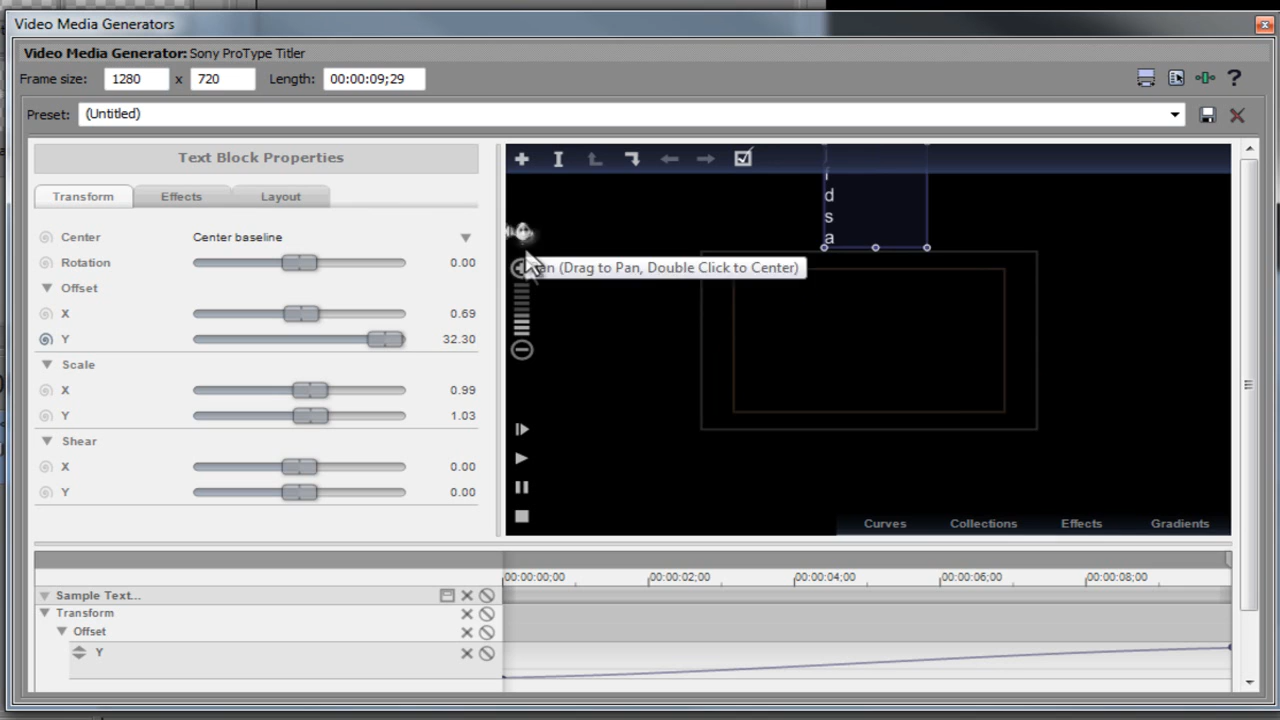 Video Media Generators
Video Media Generator: Sony ProType Titler
Frame size: 1280 x 720 Length: 00:00:09;29
Preset: (Untitled)
Text Block Properties
Transform Effects Layout
Center Center baseline
Rotation 0.00
Offset
X 0.69
Y 32.30
Scale
X 0.99
Y 1.03
Shear
X 0.00
Y 0.00
f
d
s
a
an (Drag to Pan, Double Click to Center)
Curves Collections Effects Gradients
00:00:00;00 00:00:02;00 00:00:04;00 00:00:06;00 00:00:08;00
Sample Text...
Transform
Offset
Y